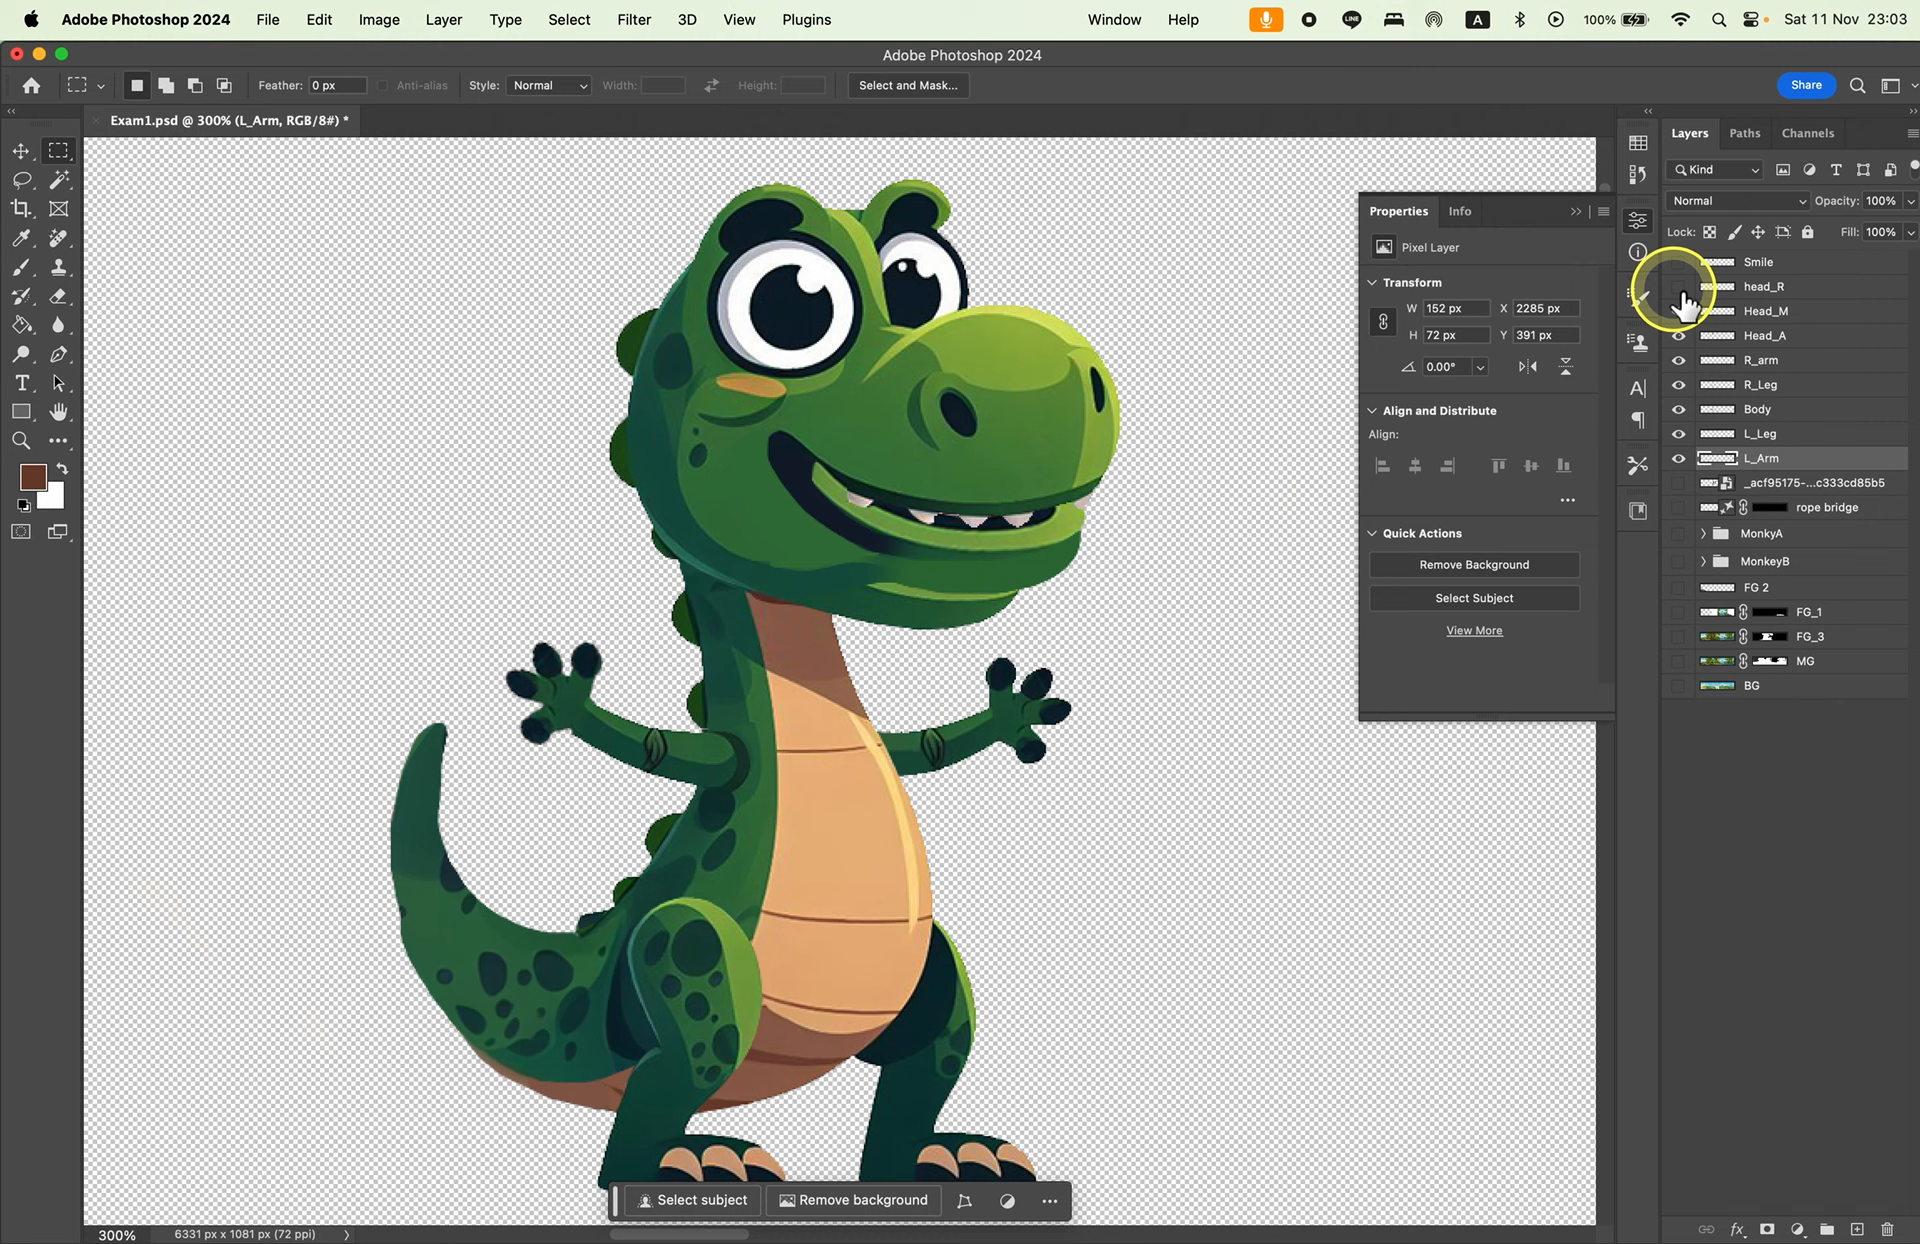 Adobe Photoshop 2024 File Edit Image Layer Type Select Filter 3D View Plugins Window Help LINE A 100% Sat 11 Nov 23:03
Adobe Photoshop 2024
Feather: 0 px Anti-alias Style: Normal Width: Height: Select and Mask... Share
Exam1.psd @ 300% (L_Arm, RGB/8#) *
Layers Paths Channels
Kind
Normal Opacity: 100%
Lock: Fill: 100%
Properties Info
Pixel Layer
Transform
W 152 px X 2285 px
H 72 px Y 391 px
0.00°
Align and Distribute
Align:
Quick Actions
Remove Background
Select Subject
View More
Smile
head_R
Head_M
Head_A
R_arm
R_Leg
Body
L_Leg
L_Arm
_acf95175-...c333cd85b5
rope bridge
MonkyA
MonkeyB
FG 2
FG_1
FG_3
MG
BG
Select subject Remove background
300% 6331 px x 1081 px (72 ppi)
fx